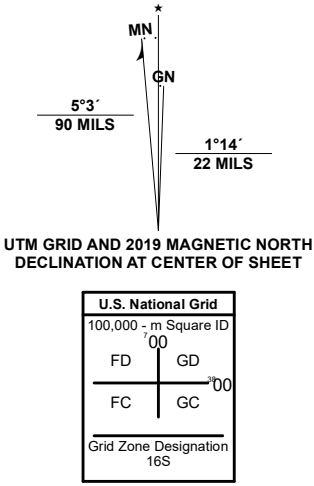 ★
MN
GN
5°3´
90 MILS
1°14´
22 MILS
UTM GRID AND 2019 MAGNETIC NORTH
DECLINATION AT CENTER OF SHEET
U.S. National Grid
100,000 - m Square ID
⁷00
FD GD
³⁸00
FC GC
Grid Zone Designation
16S